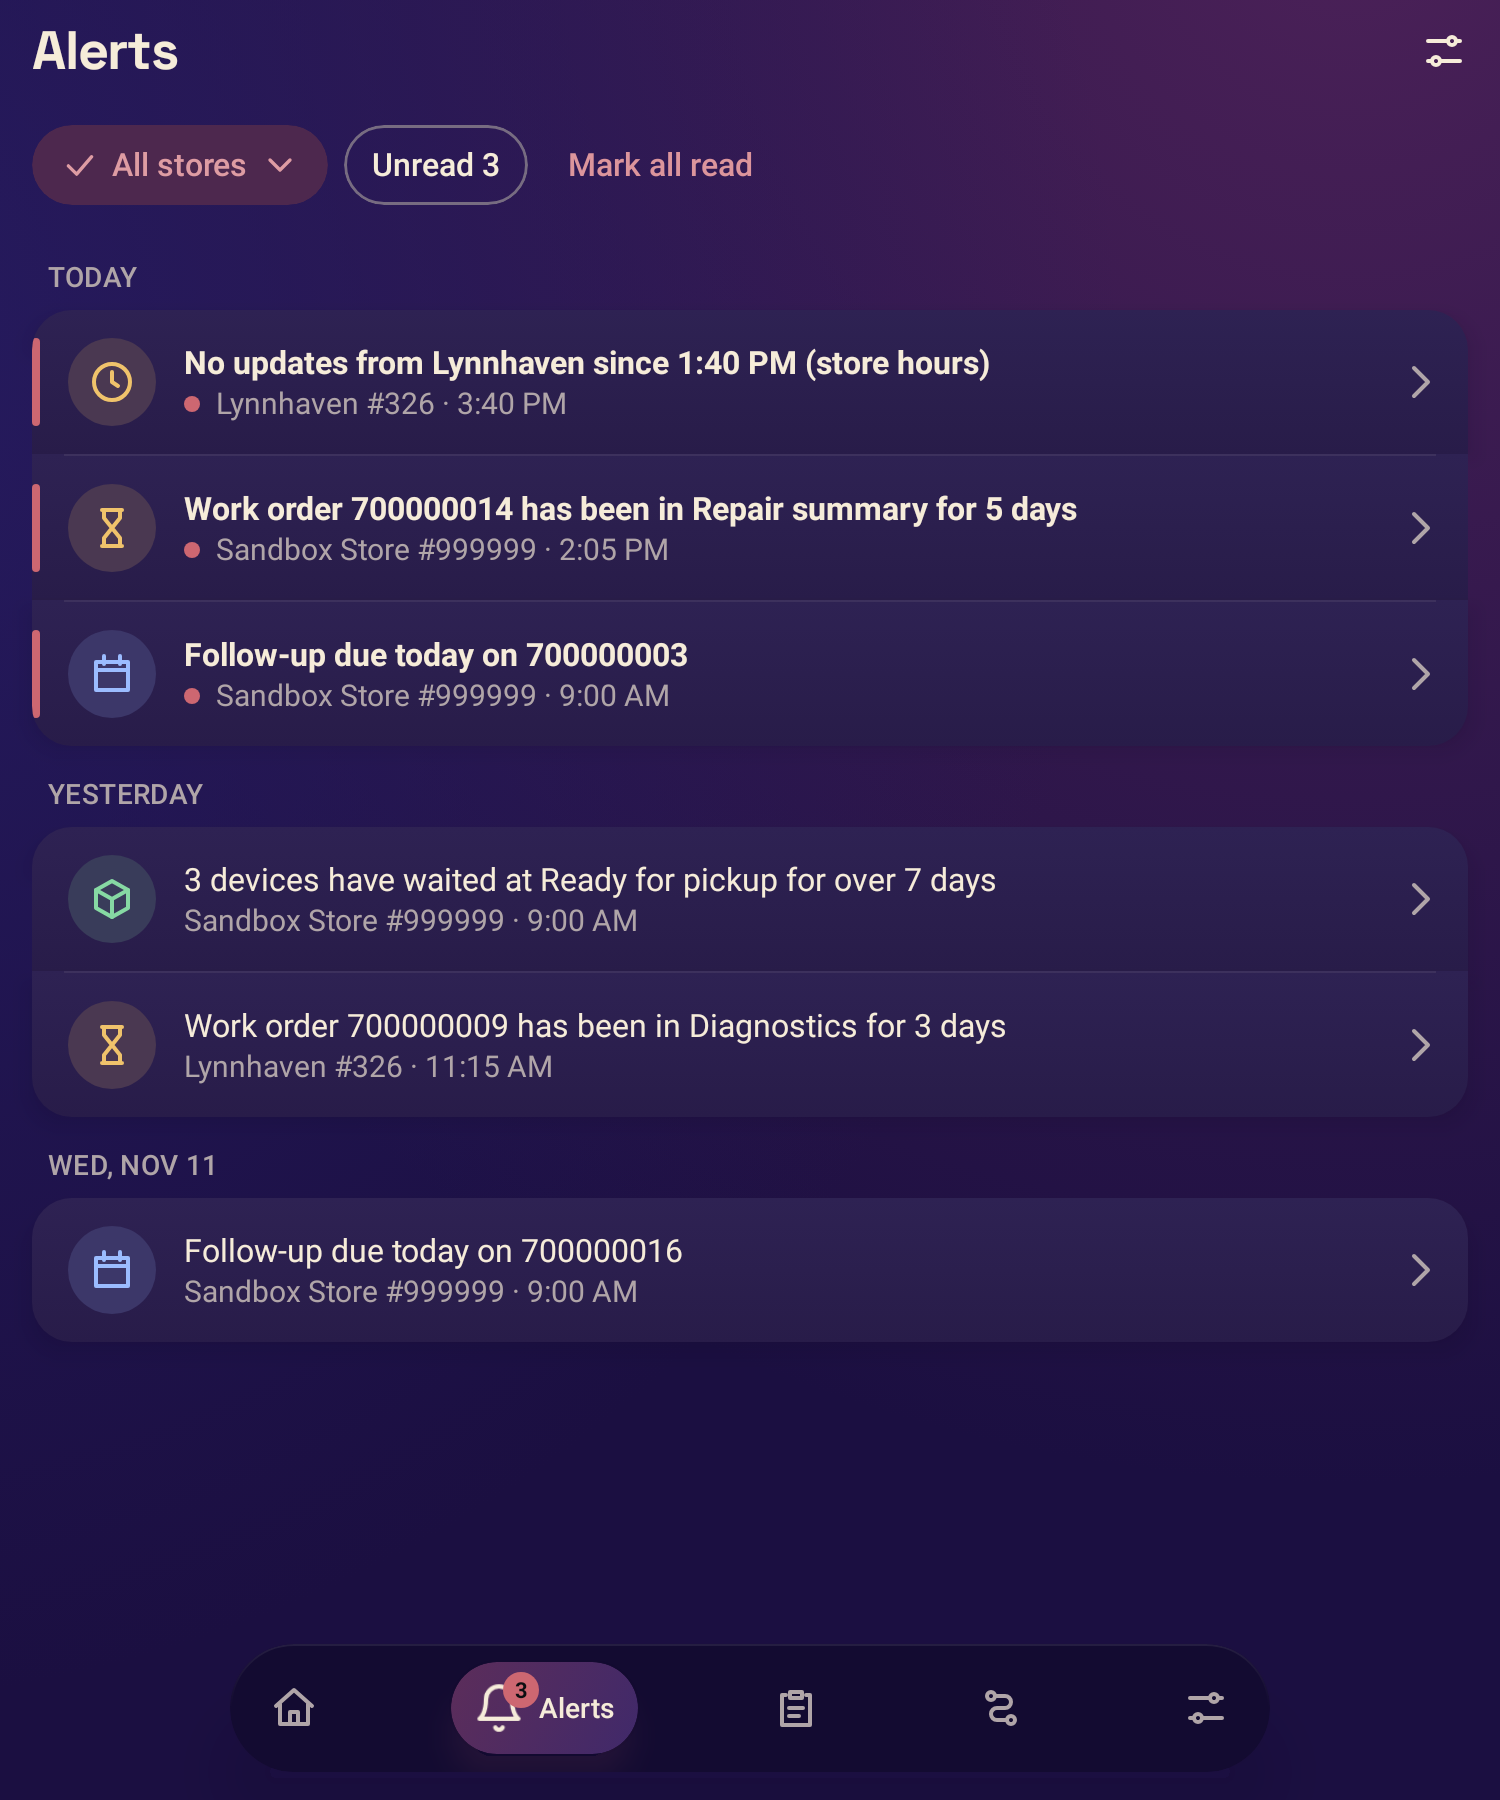 Alerts
All stores
Unread 3
Mark all read
TODAY
No updates from Lynnhaven since 1:40 PM (store hours)
Lynnhaven #326 · 3:40 PM
Work order 700000014 has been in Repair summary for 5 days
Sandbox Store #999999 · 2:05 PM
Follow-up due today on 700000003
Sandbox Store #999999 · 9:00 AM
YESTERDAY
3 devices have waited at Ready for pickup for over 7 days
Sandbox Store #999999 · 9:00 AM
Work order 700000009 has been in Diagnostics for 3 days
Lynnhaven #326 · 11:15 AM
WED, NOV 11
Follow-up due today on 700000016
Sandbox Store #999999 · 9:00 AM
3
Alerts